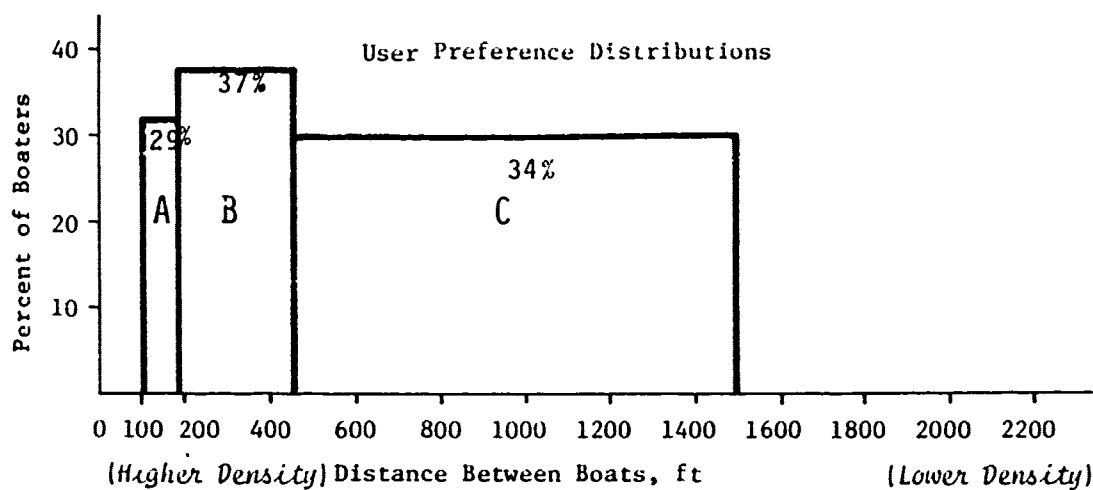 User Preference Distributions
Percent of Boaters
40
30
20
10
29%
37%
34%
A
B
C
0 100 200 400 600 800 1000 1200 1400 1600 1800 2000 2200
(Higher Density) Distance Between Boats, ft (Lower Density)